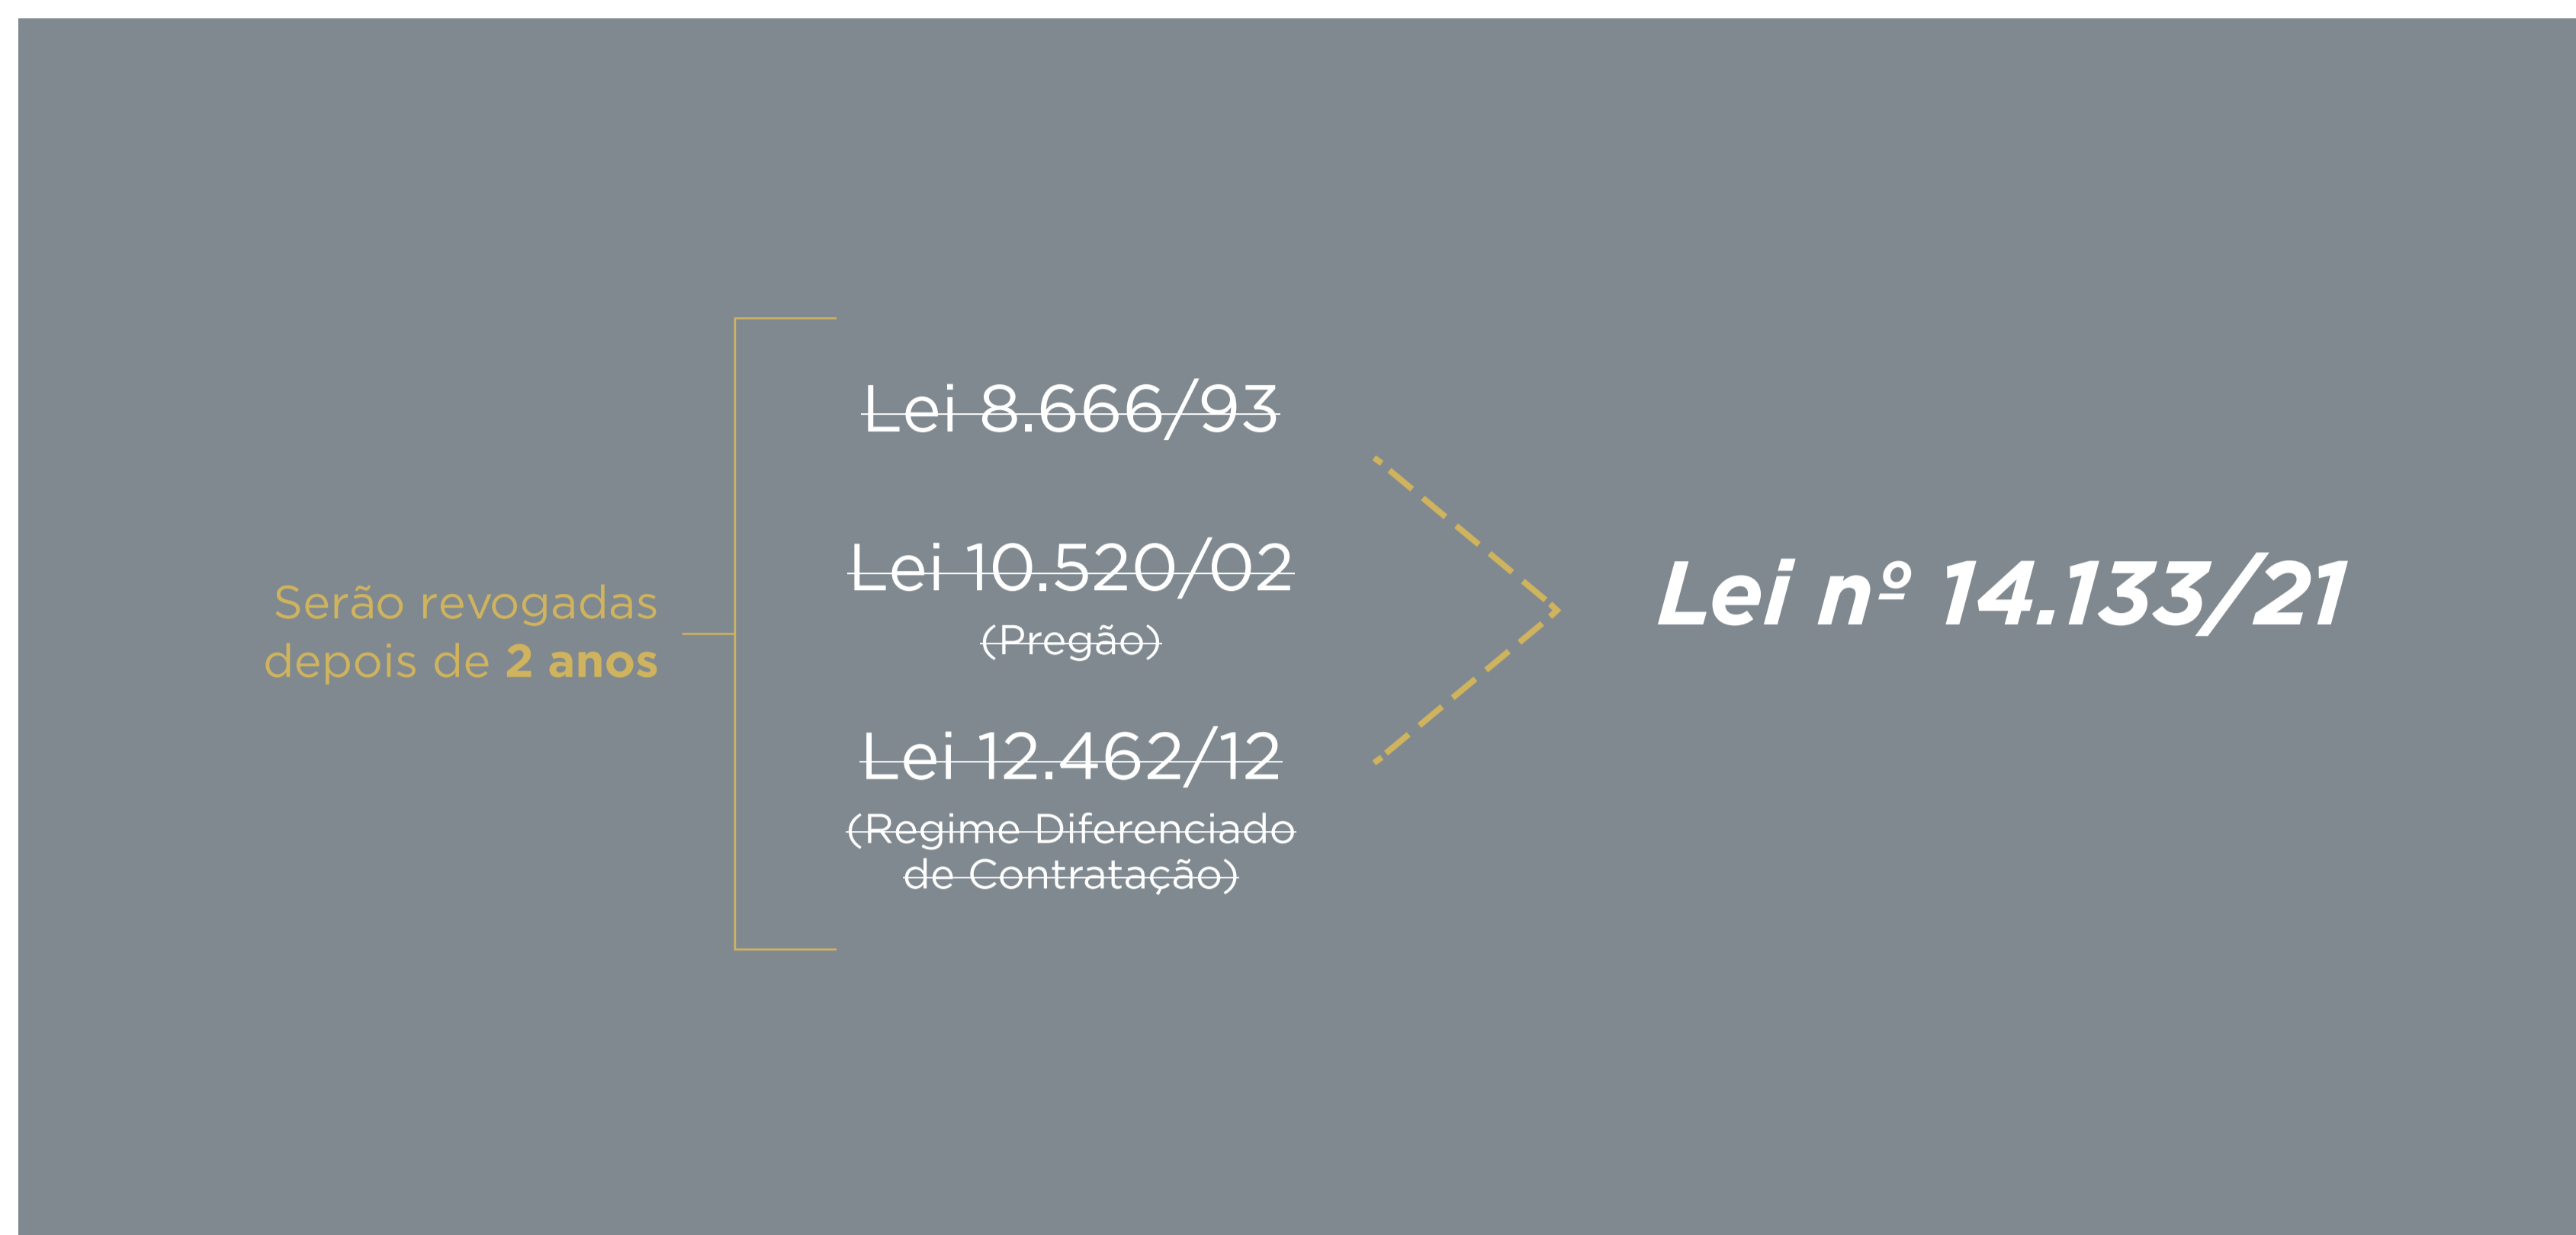 Serão revogadas
depois de 2 anos
Lei 8.666/93
Lei 10.520/02
(Pregão)
Lei 12.462/12
(Regime Diferenciado
de Contratação)
Lei nº 14.133/21